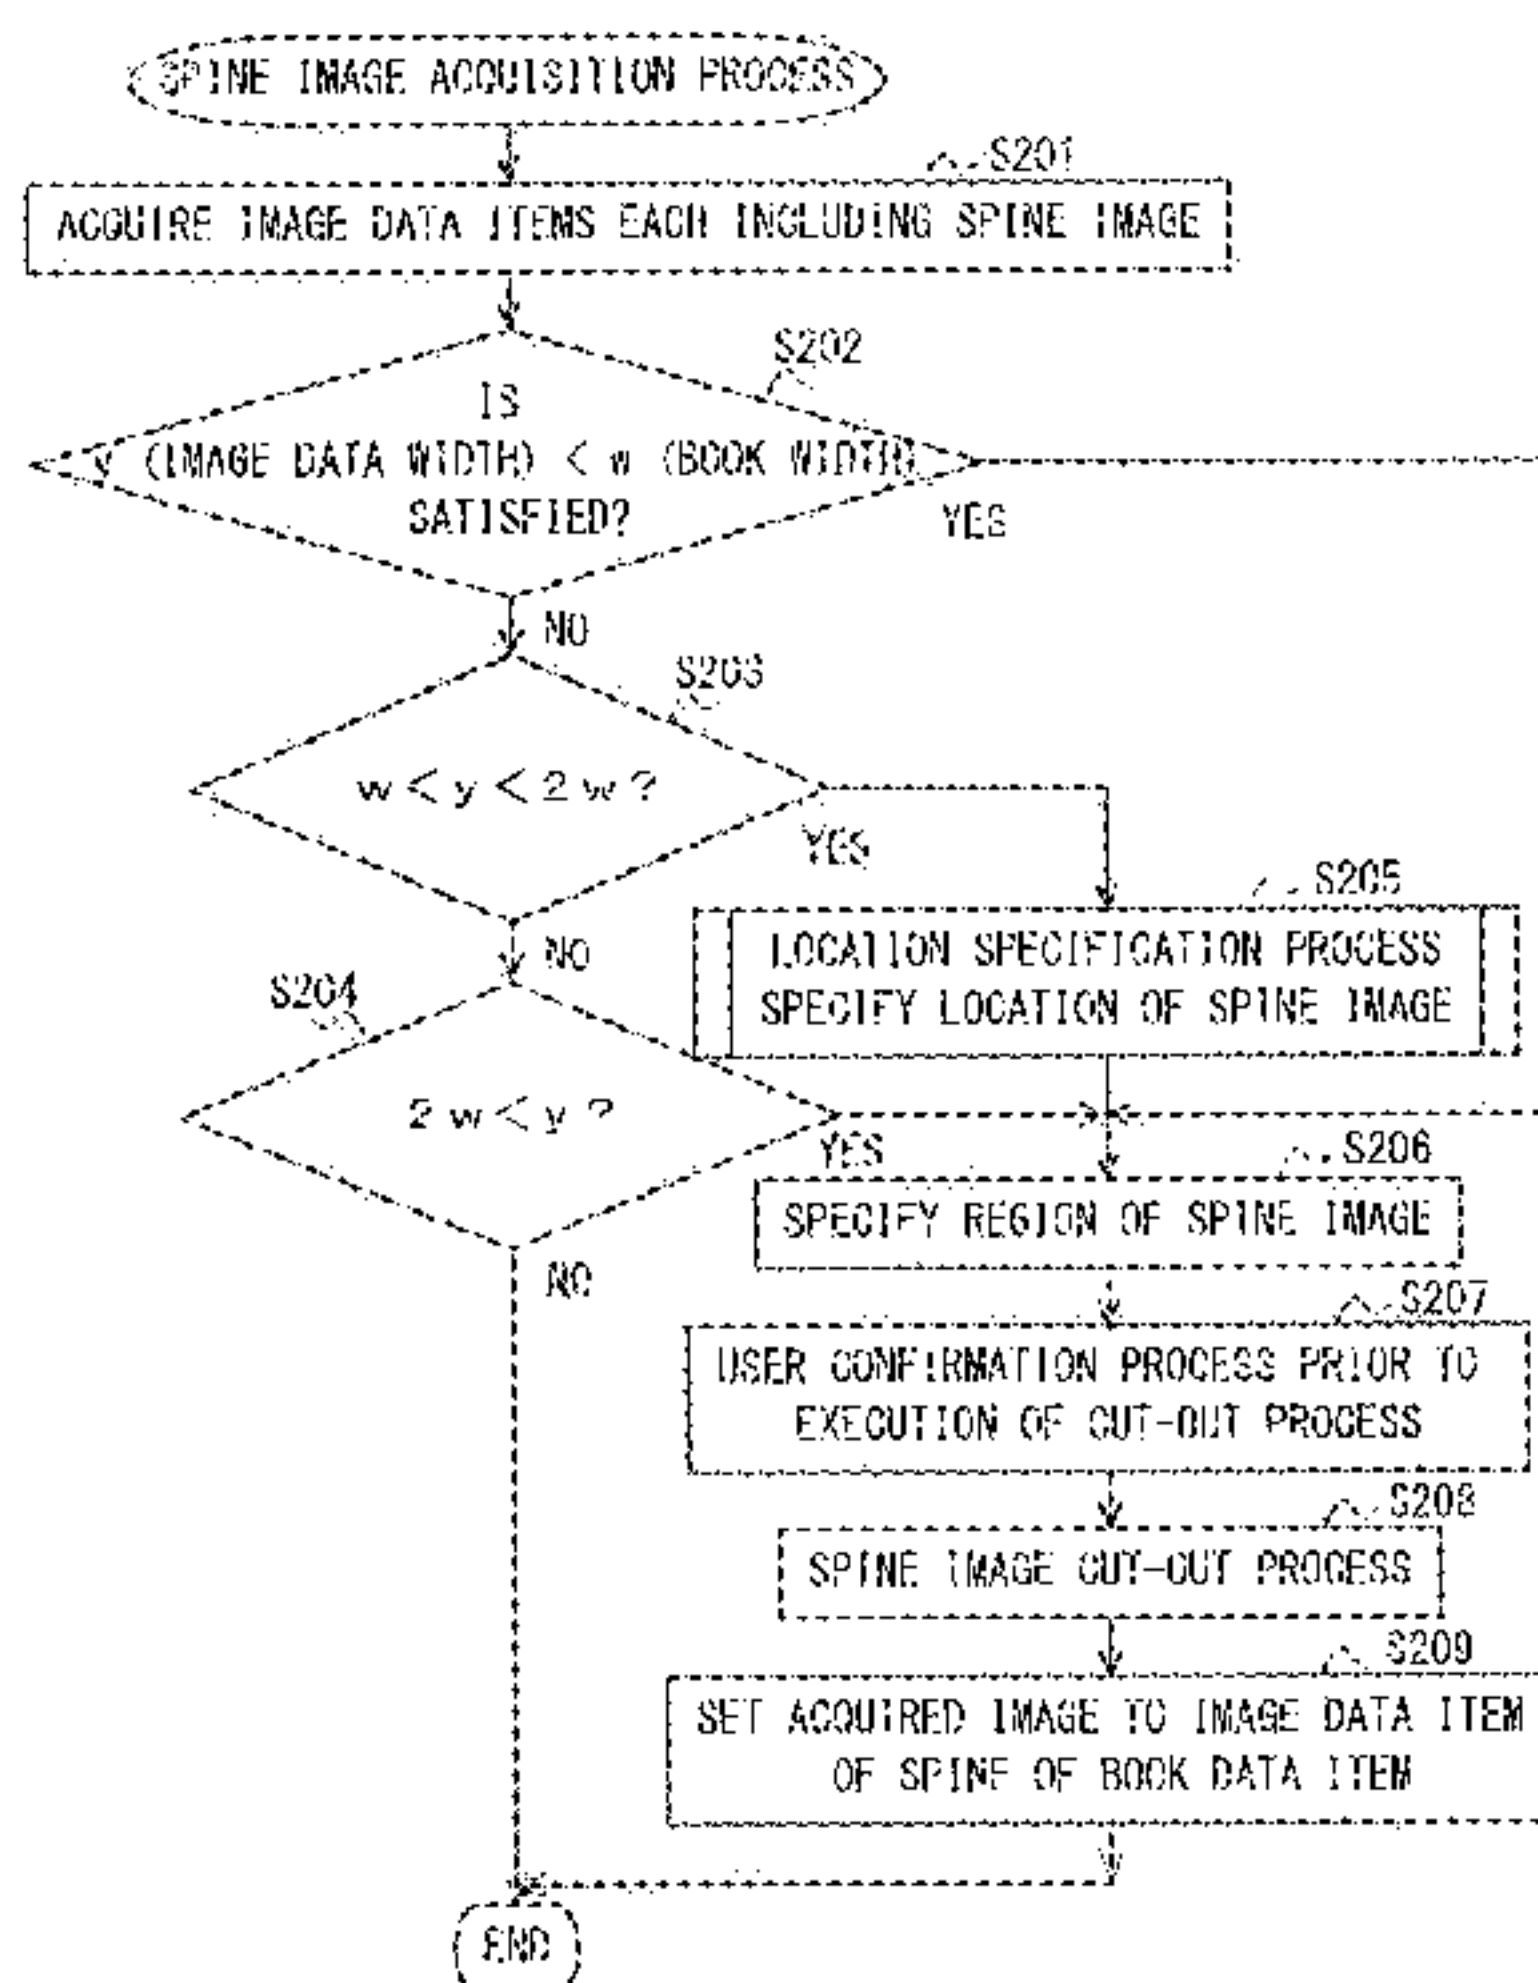 SPINE IMAGE ACQUISITION PROCESS
S201
ACQUIRE IMAGE DATA ITEMS EACH INCLUDING SPINE IMAGE
S202
IS
y (IMAGE DATA WIDTH) < w (BOOK WIDTH)
SATISFIED?
YES
NO
S203
w < y < 2 w ?
YES
NO
S205
LOCATION SPECIFICATION PROCESS
SPECIFY LOCATION OF SPINE IMAGE
S204
2 w < y ?
YES
NO
S206
SPECIFY REGION OF SPINE IMAGE
S207
USER CONFIRMATION PROCESS PRIOR TO
EXECUTION OF CUT-OUT PROCESS
S208
SPINE IMAGE CUT-OUT PROCESS
S209
SET ACQUIRED IMAGE TO IMAGE DATA ITEM
OF SPINE OF BOOK DATA ITEM
END